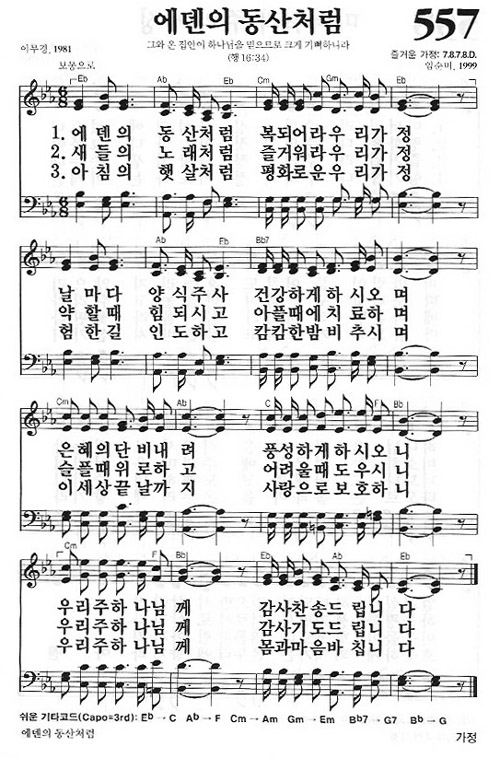 에덴의 동산처럼
557
그와 온 집안이 하나님을 믿으므로 크게 기뻐하니라
(행 16:34)
이무경, 1981
보통으로
즐거운 가정: 7.8.7.8.D.
임순비, 1999
Eb Ab Eb Cm Gm Eb
1. 에 덴 의 동 산처 럼 복되어라우 리가 정
2. 새 들 의 노 래처 럼 즐거워라우 리가 정
3. 아 침 의 햇 살처 럼 평화로운우 리가 정
Ab Eb Bb7
날 마 다 양 식주 사 건강하게하 시오 며
약 할 때 힘 되시 고 아플때에치 료하 며
험 한 길 인 도하 고 캄캄한밤비 추시 며
Cm Ab C F Bb
은 혜의단 비내 려 풍성하게하 시오 니
슬 플때위 로하 고 어려울때도 우시 니
이 세상끝 날까 지 사랑으로보 호하 니
Cm F Bb Eb Ab Eb
우 리주하 나님 께 감사찬송드 립니 다
우 리주하 나님 께 감사기도드 립니 다
우 리주하 나님 께 몸과마음바 칩니 다
쉬운 기타코드(Capo=3rd): Eb → C Ab → F Cm → Am Gm → Em Bb7 → G7 Bb → G
에덴의 동산처럼
가정